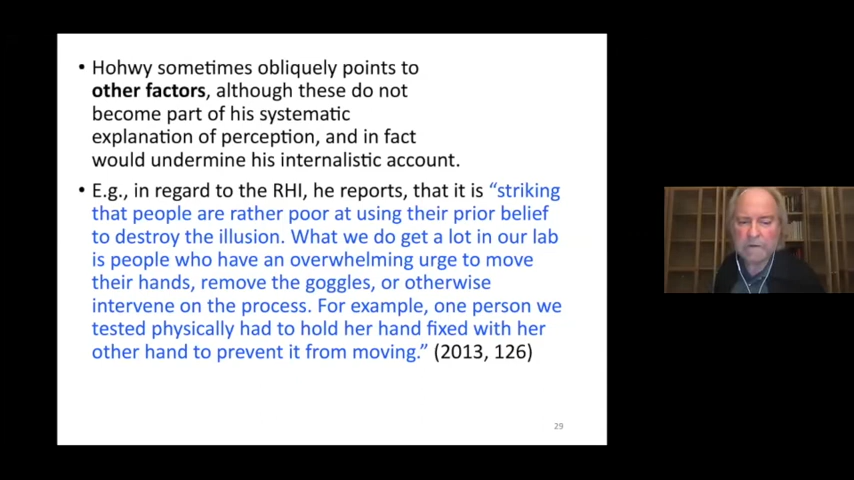 • Hohwy sometimes obliquely points to
other factors, although these do not
become part of his systematic
explanation of perception, and in fact
would undermine his internalistic account.
• E.g., in regard to the RHI, he reports, that it is “striking
that people are rather poor at using their prior belief
to destroy the illusion. What we do get a lot in our lab
is people who have an overwhelming urge to move
their hands, remove the goggles, or otherwise
intervene on the process. For example, one person we
tested physically had to hold her hand fixed with her
other hand to prevent it from moving.” (2013, 126)
29